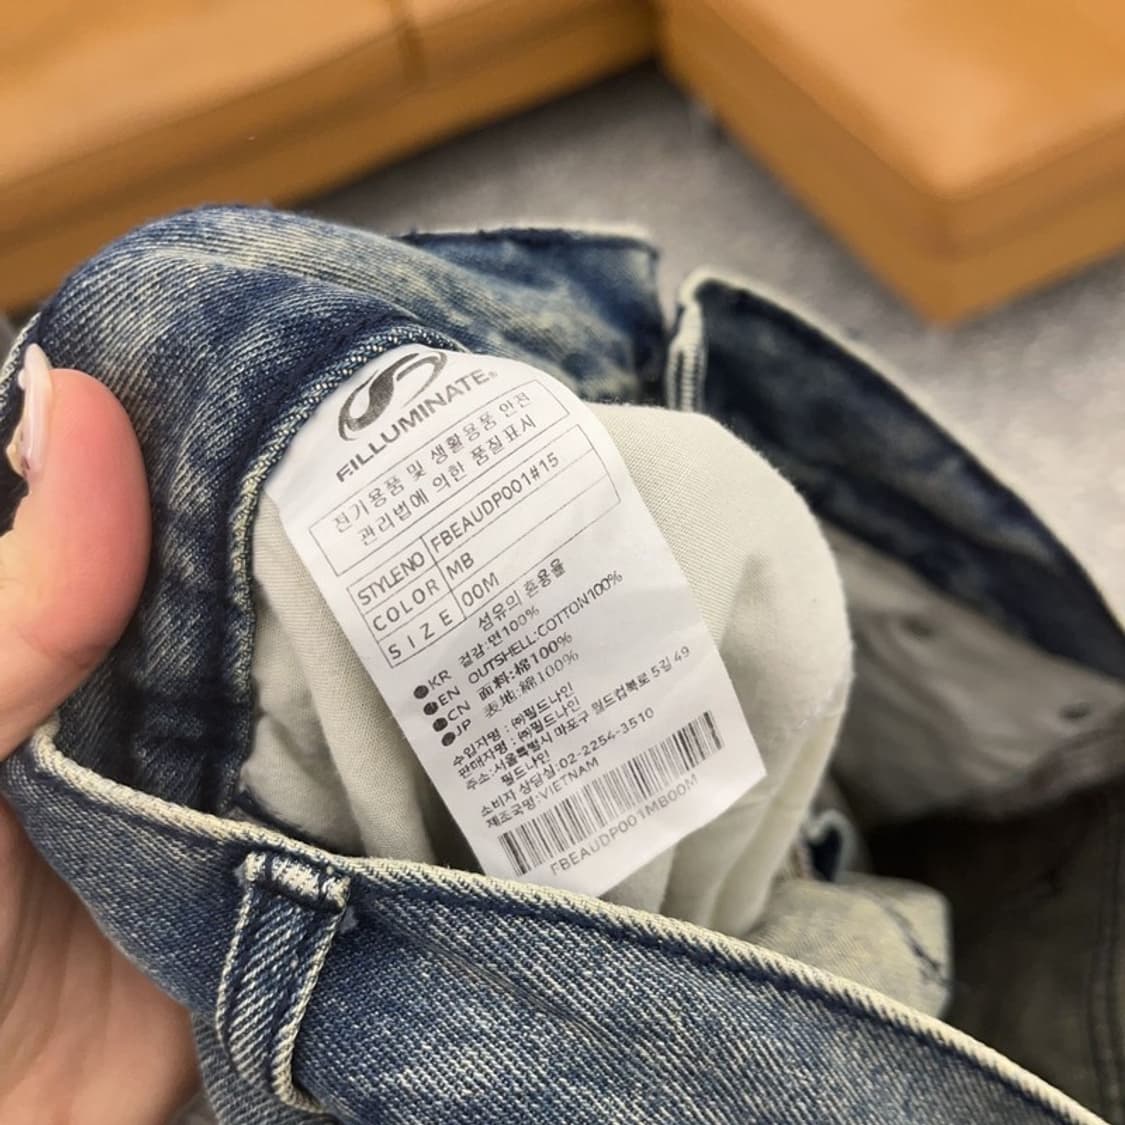 FILLUMINATE®
전기용품 및 생활용품 안전
관리법에 의한 품질표시
STYLENO FBEAUDP001#15
COLOR MB
SIZE 00M
섬유의 혼용율
●KR 겉감:면100%
●EN OUTSHELL:COTTON100%
●CN 面料:棉100%
●JP 表地:綿100%
수입자명 : ㈜필드나인
판매자명 : ㈜필드나인
주소:서울특별시 마포구 월드컵북로 5길 49
필드나인
소비자 상담실:02-2254-3510
제조국명:VIETNAM
FBEAUDP001MB00M